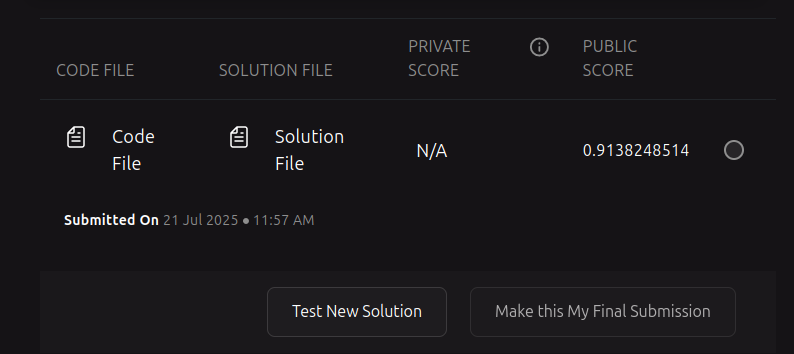 CODE FILE
SOLUTION FILE
PRIVATE
SCORE
PUBLIC
SCORE
Code
File
Solution
File
N/A
0.9138248514
Submitted On 21 Jul 2025 • 11:57 AM
Test New Solution
Make this My Final Submission